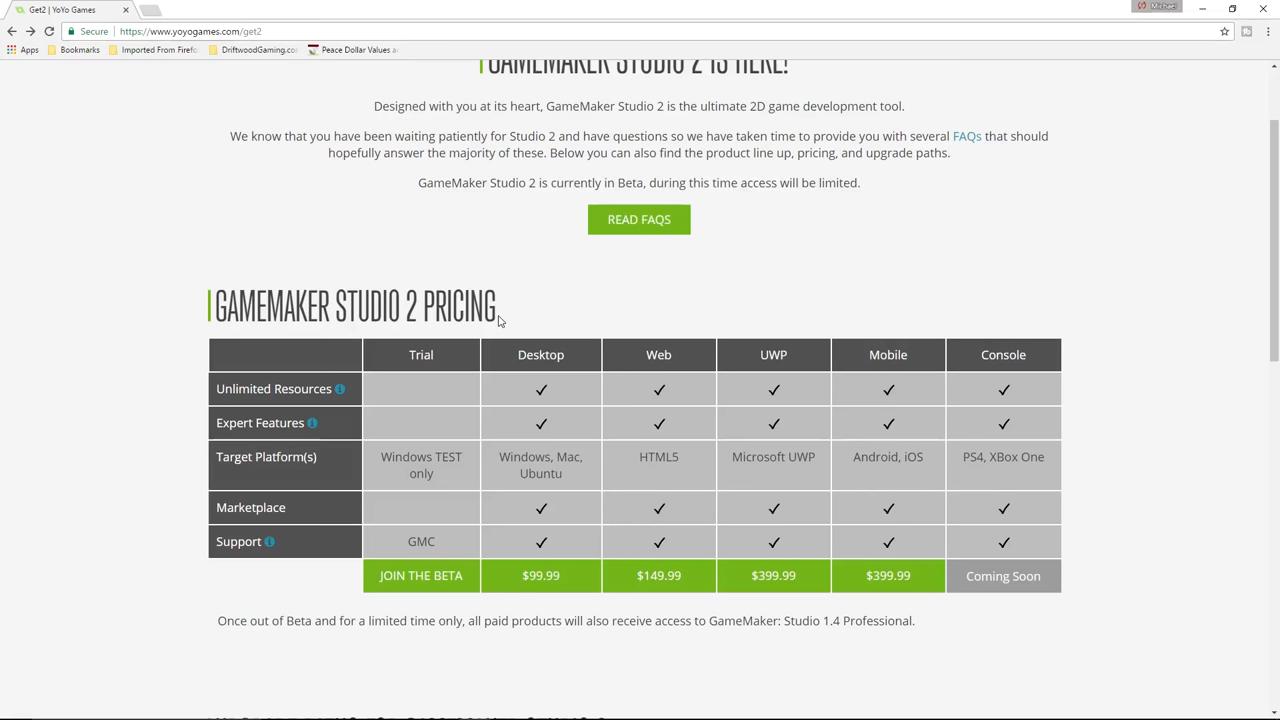 Get2 | YoYo Games
Michael
Secure
https://www.yoyogames.com/get2
Apps
Bookmarks
Imported From Firefo
DriftwoodGaming.co
Peace Dollar Values a
GAMEMAKER STUDIO 2 IS HERE!
Designed with you at its heart, GameMaker Studio 2 is the ultimate 2D game development tool.
We know that you have been waiting patiently for Studio 2 and have questions so we have taken time to provide you with several FAQs that should
hopefully answer the majority of these. Below you can also find the product line up, pricing, and upgrade paths.
GameMaker Studio 2 is currently in Beta, during this time access will be limited.
READ FAQS
GAMEMAKER STUDIO 2 PRICING
Trial Desktop Web UWP Mobile Console
Unlimited Resources ✓ ✓ ✓ ✓ ✓
Expert Features ✓ ✓ ✓ ✓ ✓
Target Platform(s) Windows TEST Windows, Mac, HTML5 Microsoft UWP Android, iOS PS4, XBox One
only Ubuntu
Marketplace ✓ ✓ ✓ ✓ ✓
Support GMC ✓ ✓ ✓ ✓ ✓
JOIN THE BETA $99.99 $149.99 $399.99 $399.99 Coming Soon
Once out of Beta and for a limited time only, all paid products will also receive access to GameMaker: Studio 1.4 Professional.